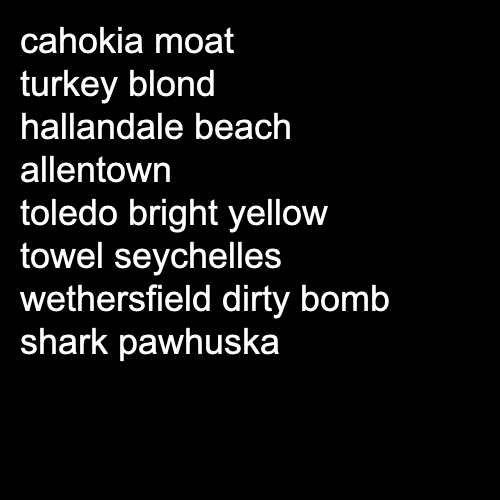 cahokia moat
turkey blond
hallandale beach
allentown
toledo bright yellow
towel seychelles
wethersfield dirty bomb
shark pawhuska